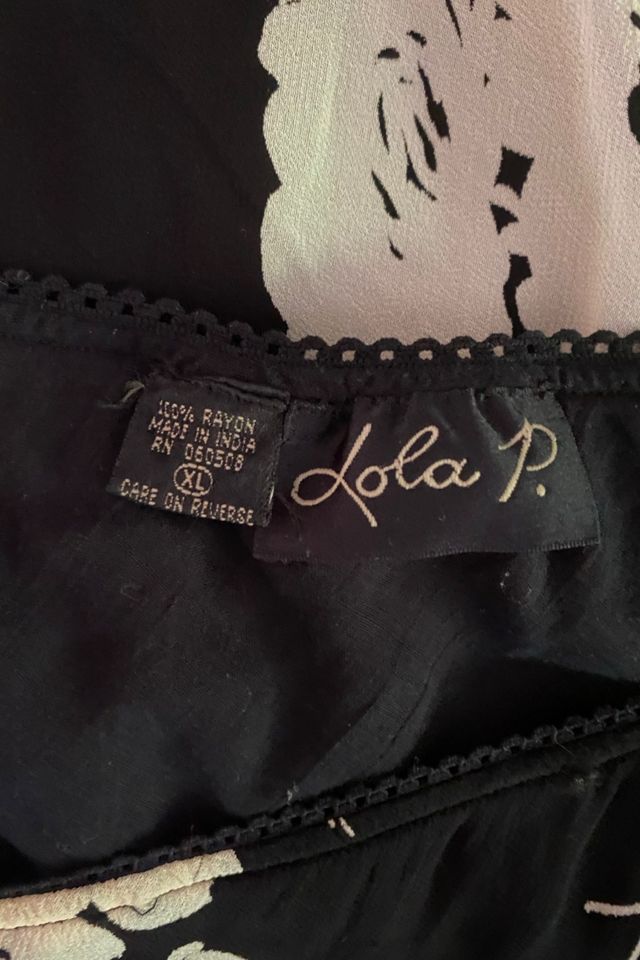 100% RAYON
MADE IN INDIA
RN 060508
XL
CARE ON REVERSE
Lola P.